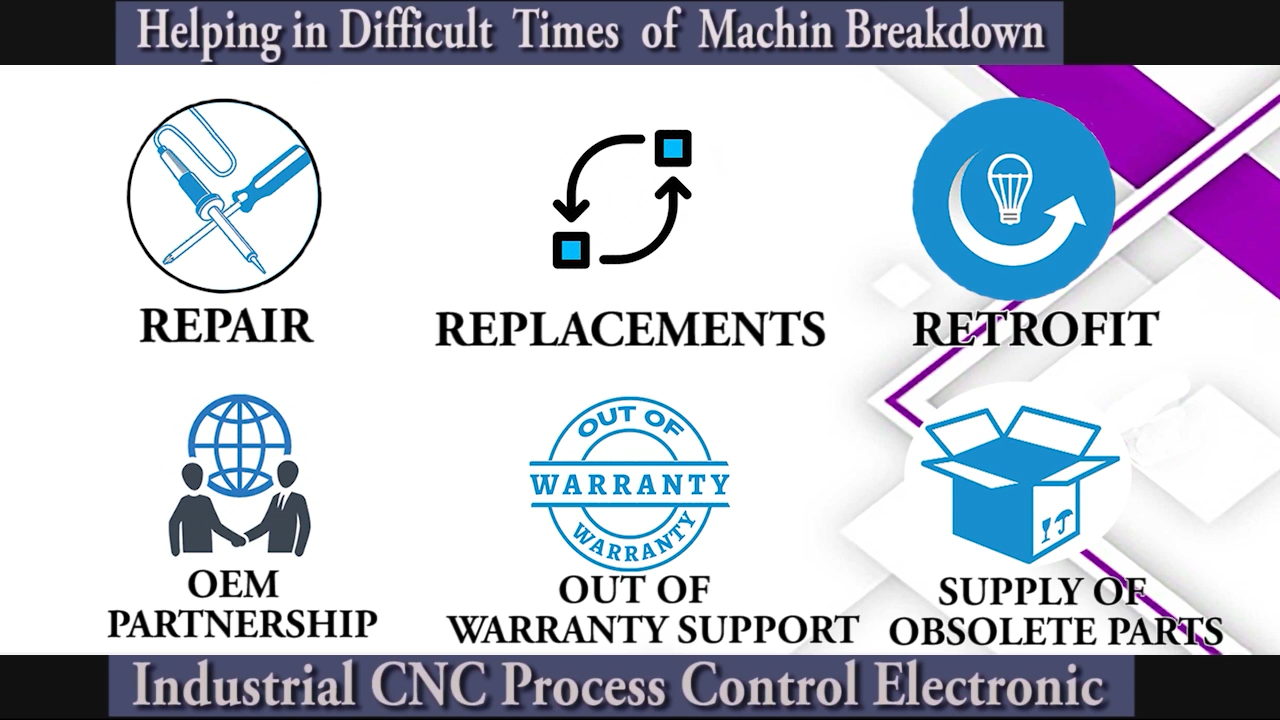 Helping in Difficult Times of Machin Breakdown
REPAIR
REPLACEMENTS
RETROFIT
OEM
PARTNERSHIP
OUT OF
WARRANTY
WARRANTY
OUT OF
WARRANTY SUPPORT
SUPPLY OF
OBSOLETE PARTS
Industrial CNC Process Control Electronic